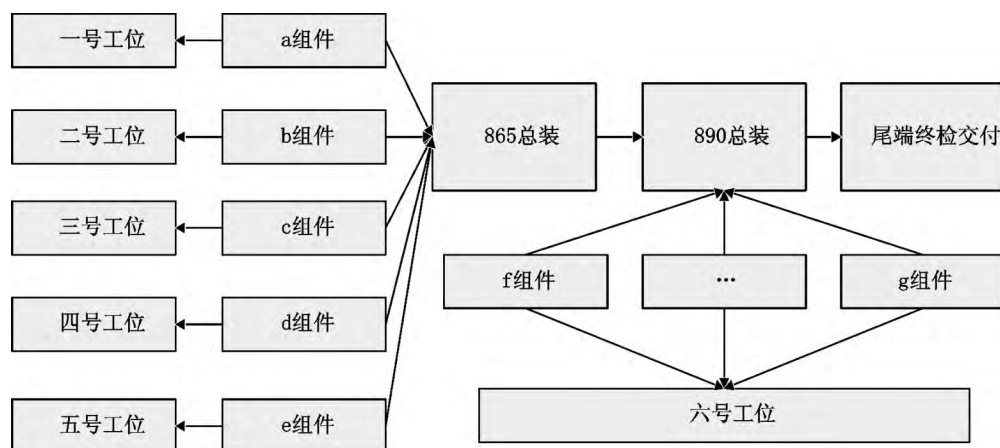 一号工位
a组件
二号工位
b组件
865总装
890总装
尾端终检交付
三号工位
c组件
f组件
…
g组件
四号工位
d组件
六号工位
五号工位
e组件